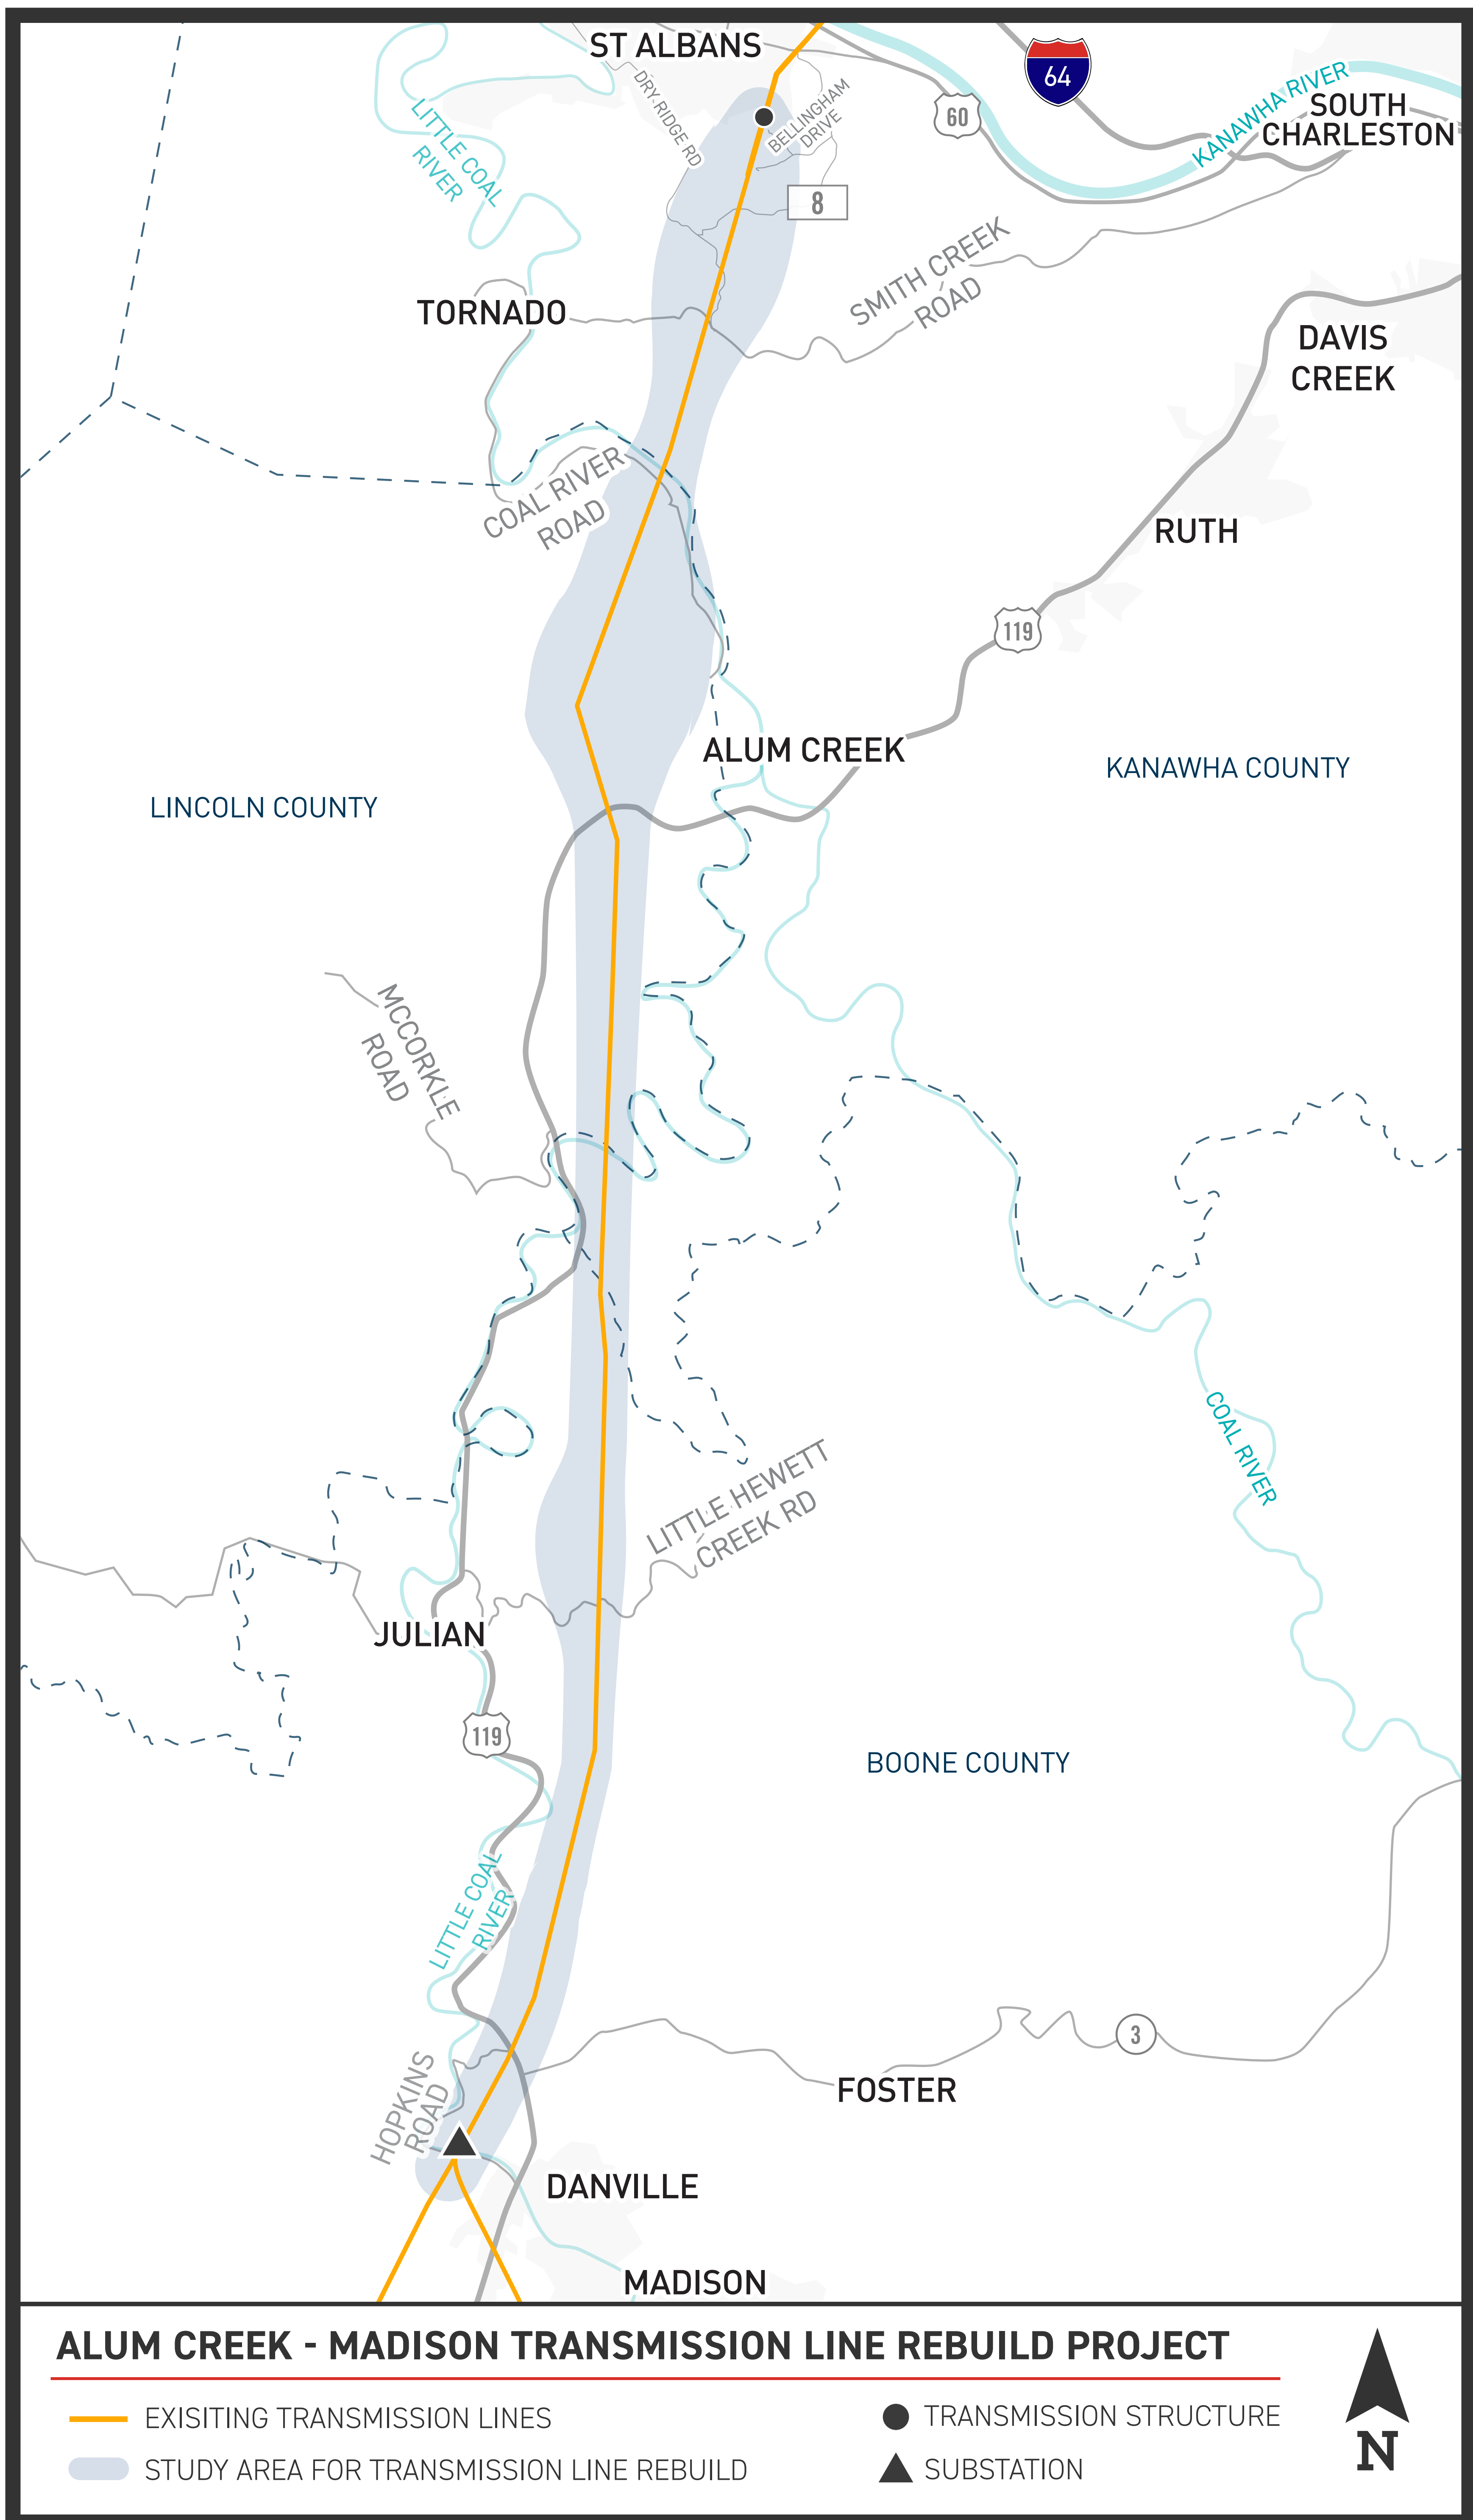 ST ALBANS
64
KANAWHA RIVER
SOUTH
CHARLESTON
DRY RIDGE RD
BELLINGHAM
DRIVE
60
LITTLE COAL
RIVER
8
SMITH CREEK
ROAD
TORNADO
DAVIS
CREEK
COAL RIVER
ROAD
RUTH
119
ALUM CREEK
KANAWHA COUNTY
LINCOLN COUNTY
MCCORKLE
ROAD
COAL RIVER
LITTLE HEWETT
CREEK RD
JULIAN
119
BOONE COUNTY
LITTLE COAL
RIVER
3
HOPKINS
ROAD
FOSTER
DANVILLE
MADISON
ALUM CREEK - MADISON TRANSMISSION LINE REBUILD PROJECT
EXISITING TRANSMISSION LINES
TRANSMISSION STRUCTURE
STUDY AREA FOR TRANSMISSION LINE REBUILD
SUBSTATION
N